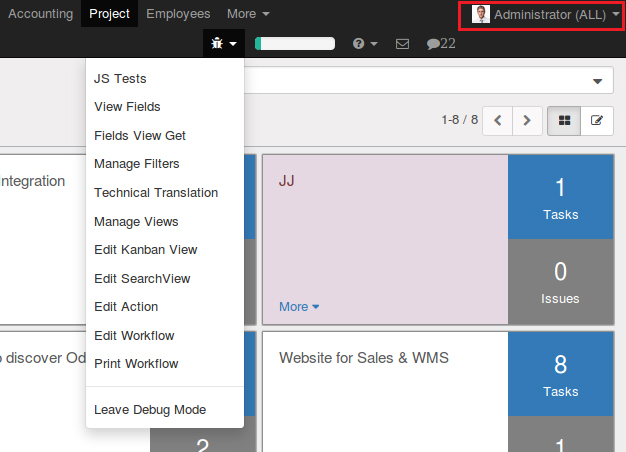 Accounting Project Employees More Administrator (ALL)
22
JS Tests
View Fields
Fields View Get
Manage Filters
Technical Translation
Manage Views
Edit Kanban View
Edit SearchView
Edit Action
Edit Workflow
Print Workflow
Leave Debug Mode
1-8 / 8
ntegration
JJ
1
Tasks
0
Issues
More
o discover Od
2
Website for Sales & WMS
8
Tasks
1